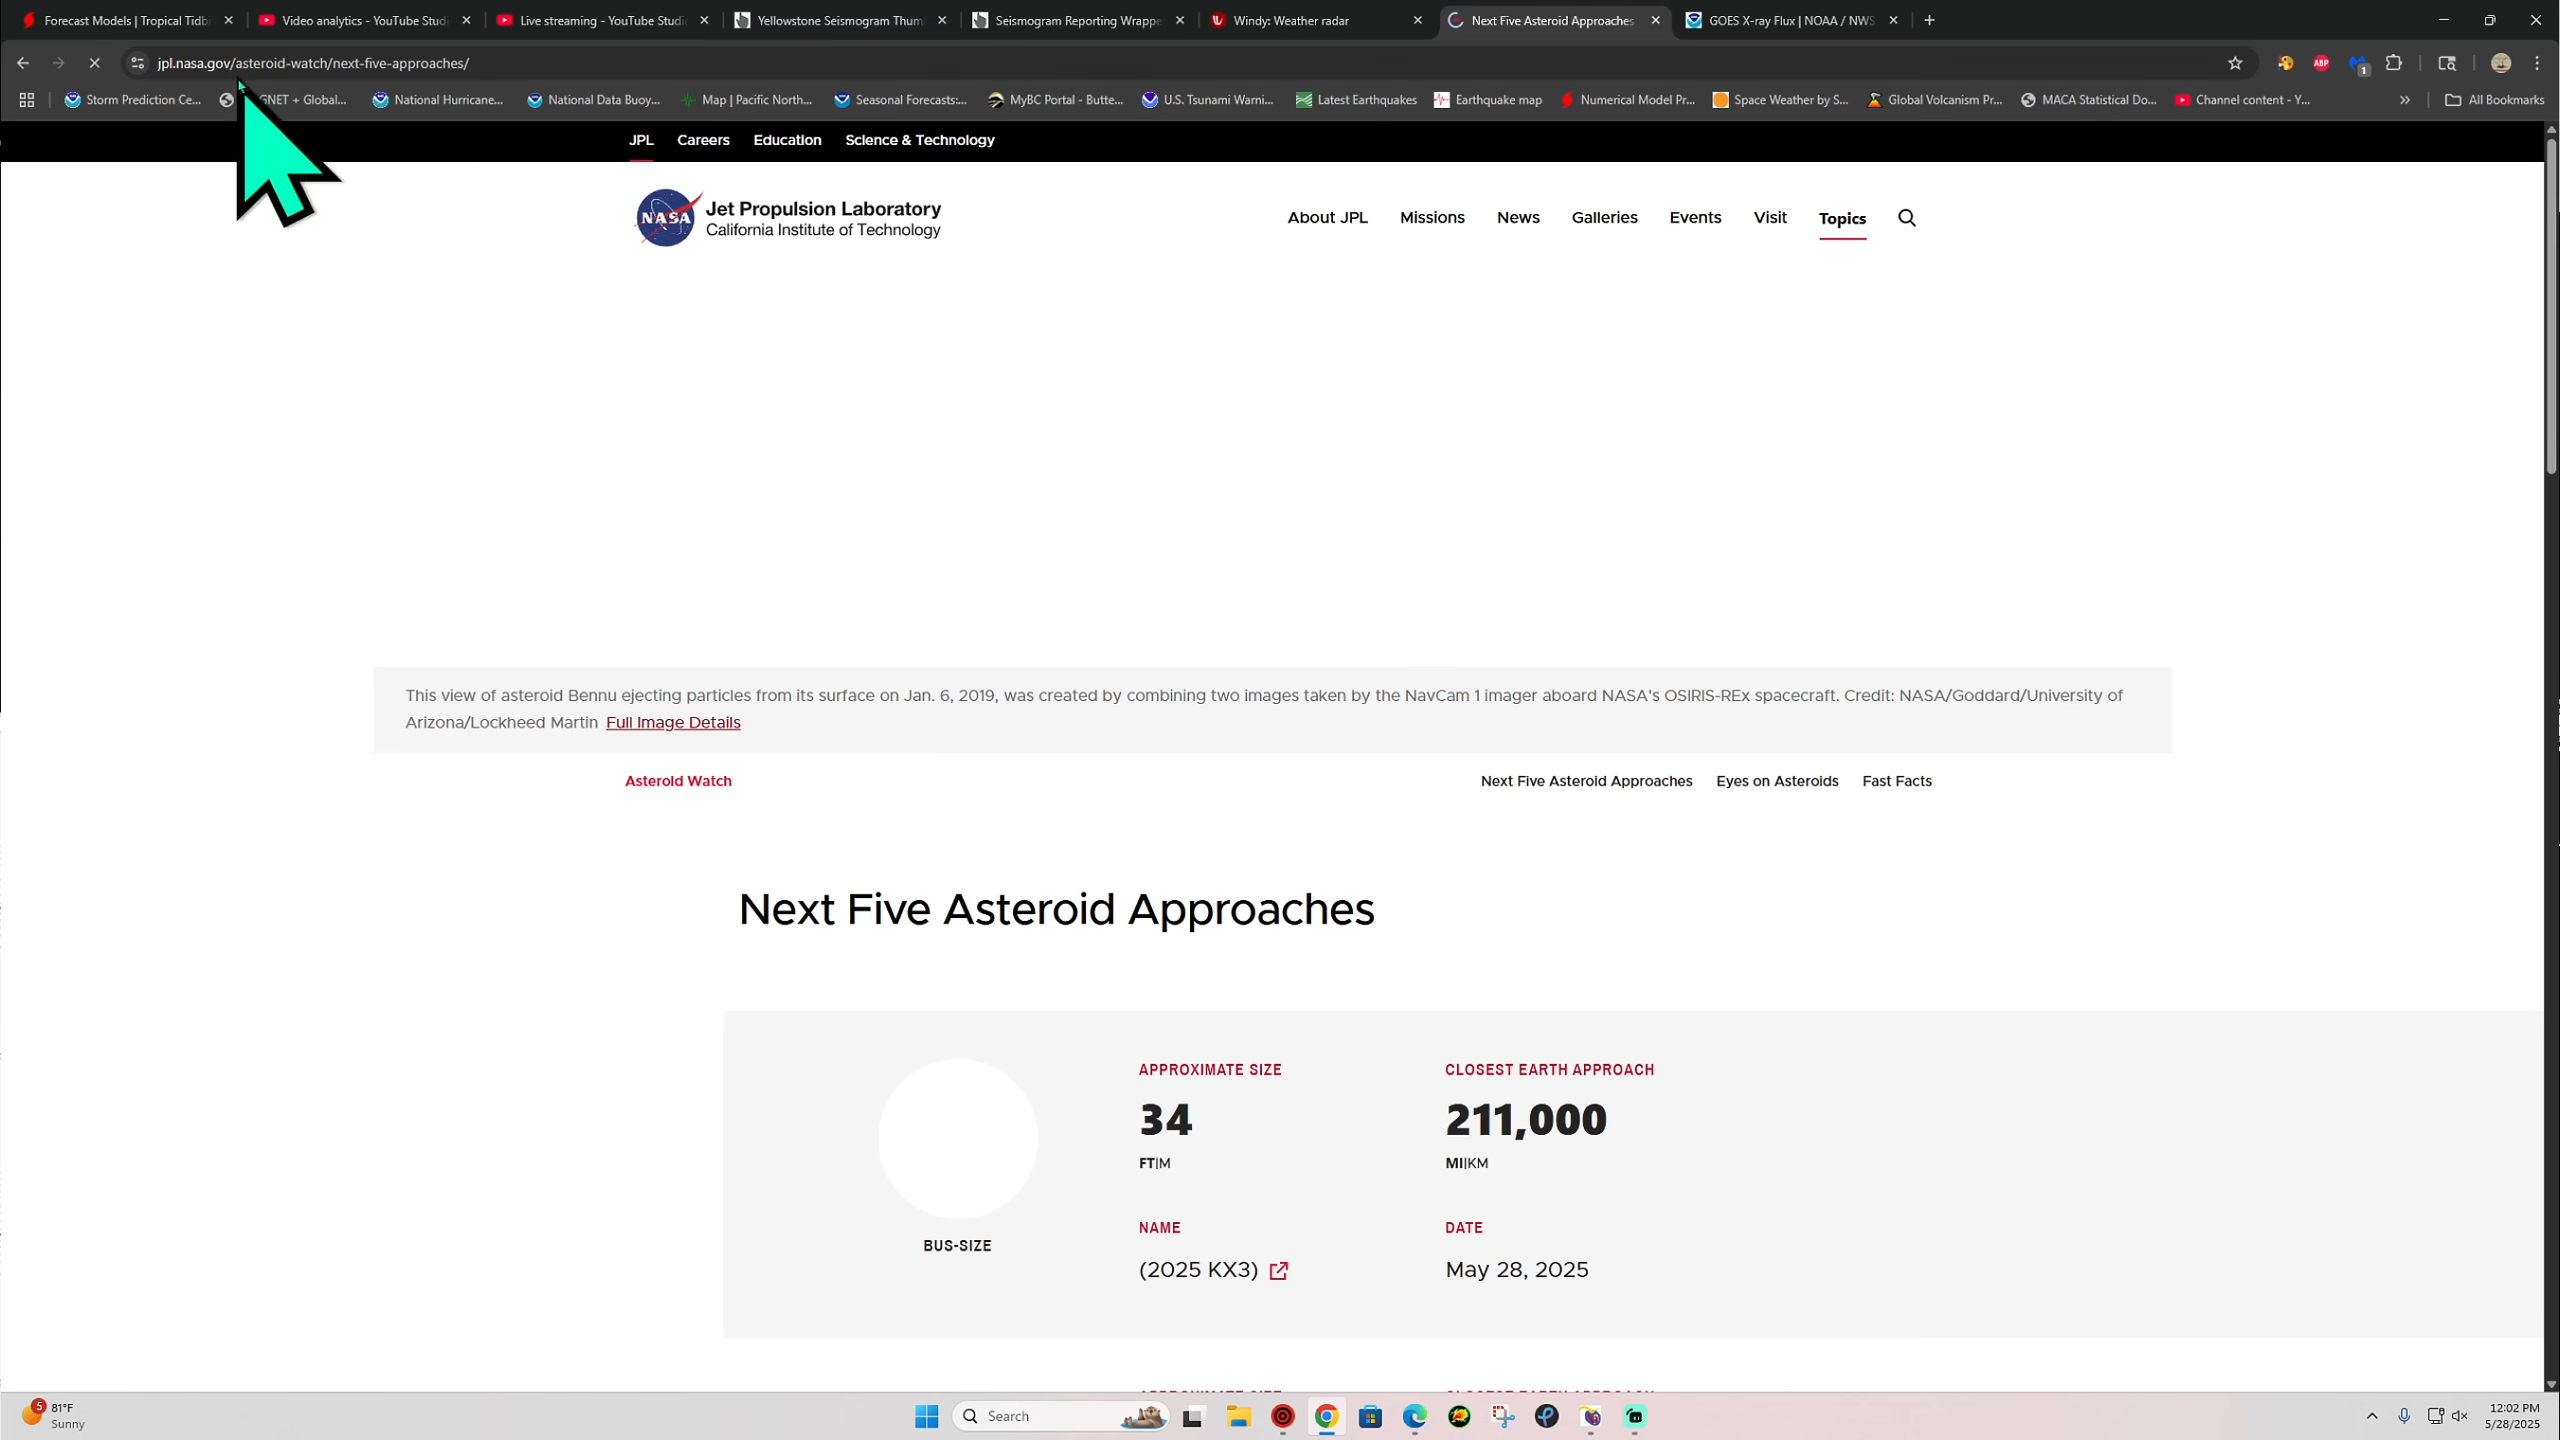 Forecast Models | Tropical Tidb
Video analytics - YouTube Studi
Live streaming - YouTube Studi
Yellowstone Seismogram Thum
Seismogram Reporting Wrappe
Windy: Weather radar
Next Five Asteroid Approaches
GOES X-ray Flux | NOAA / NWS
jpl.nasa.gov/asteroid-watch/next-five-approaches/
ABP
1
Storm Prediction Ce...
GNET + Global...
National Hurricane...
National Data Buoy...
Map | Pacific North...
Seasonal Forecasts:...
MyBC Portal - Butte...
U.S. Tsunami Warni...
Latest Earthquakes
Earthquake map
Numerical Model Pr...
Space Weather by S...
Global Volcanism Pr...
MACA Statistical Do...
Channel content - Y...
All Bookmarks
JPL
Careers
Education
Science & Technology
NASA
Jet Propulsion Laboratory
California Institute of Technology
About JPL
Missions
News
Galleries
Events
Visit
Topics
This view of asteroid Bennu ejecting particles from its surface on Jan. 6, 2019, was created by combining two images taken by the NavCam 1 imager aboard NASA's OSIRIS-REx spacecraft. Credit: NASA/Goddard/University of
Arizona/Lockheed Martin Full Image Details
Asteroid Watch
Next Five Asteroid Approaches
Eyes on Asteroids
Fast Facts
Next Five Asteroid Approaches
APPROXIMATE SIZE
CLOSEST EARTH APPROACH
34
211,000
FT|M
MI|KM
BUS-SIZE
NAME
DATE
(2025 KX3)
May 28, 2025
5
81°F
Sunny
Search
12:02 PM
5/28/2025